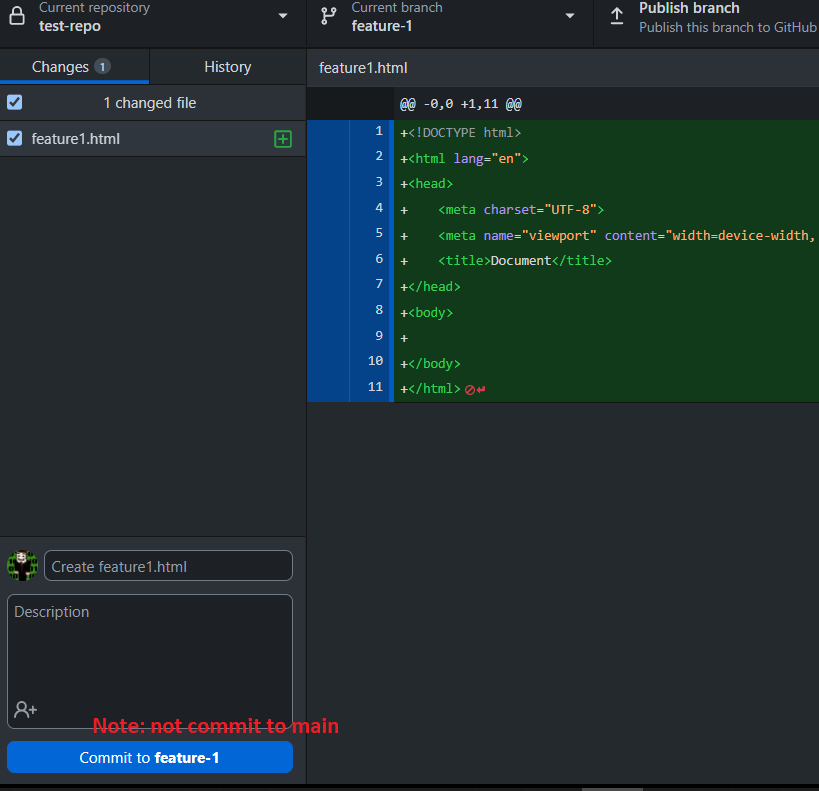 Current repository
test-repo
Current branch
feature-1
Publish branch
Publish this branch to GitHub
Changes 1
History
feature1.html
1 changed file
feature1.html
@@ -0,0 +1,11 @@
1 +<!DOCTYPE html>
2 +<html lang="en">
3 +<head>
4 +    <meta charset="UTF-8">
5 +    <meta name="viewport" content="width=device-width,
6 +    <title>Document</title>
7 +</head>
8 +<body>
9 +
10 +</body>
11 +</html>
Create feature1.html
Description
Note: not commit to main
Commit to feature-1